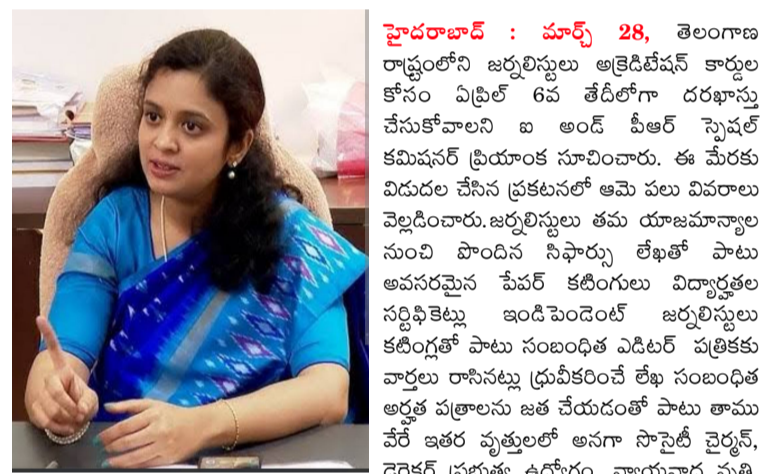 హైదరాబాద్ : మార్చ్ 28, తెలంగాణ
రాష్ట్రంలోని జర్నలిస్టులు అక్రెడిటేషన్ కార్డుల
కోసం ఏప్రిల్ 6వ తేదీలోగా దరఖాస్తు
చేసుకోవాలని ఐ అండ్ పీఆర్ స్పెషల్
కమిషనర్ ప్రియాంక సూచించారు. ఈ మేరకు
విడుదల చేసిన ప్రకటనలో ఆమె పలు వివరాలు
వెల్లడించారు.జర్నలిస్టులు తమ యాజమాన్యాల
నుంచి పొందిన సిఫార్సు లేఖతో పాటు
అవసరమైన పేపర్ కటింగులు విద్యార్హతల
సర్టిఫికెట్లు ఇండిపెండెంట్ జర్నలిస్టులు
కటింగ్లతో పాటు సంబంధిత ఎడిటర్ పత్రికకు
వార్తలు రాసినట్లు ధ్రువీకరించే లేఖ సంబంధిత
అర్హత పత్రాలను జత చేయడంతో పాటు తాము
వేరే ఇతర వృత్తులలో అనగా సొసైటీ చైర్మన్,